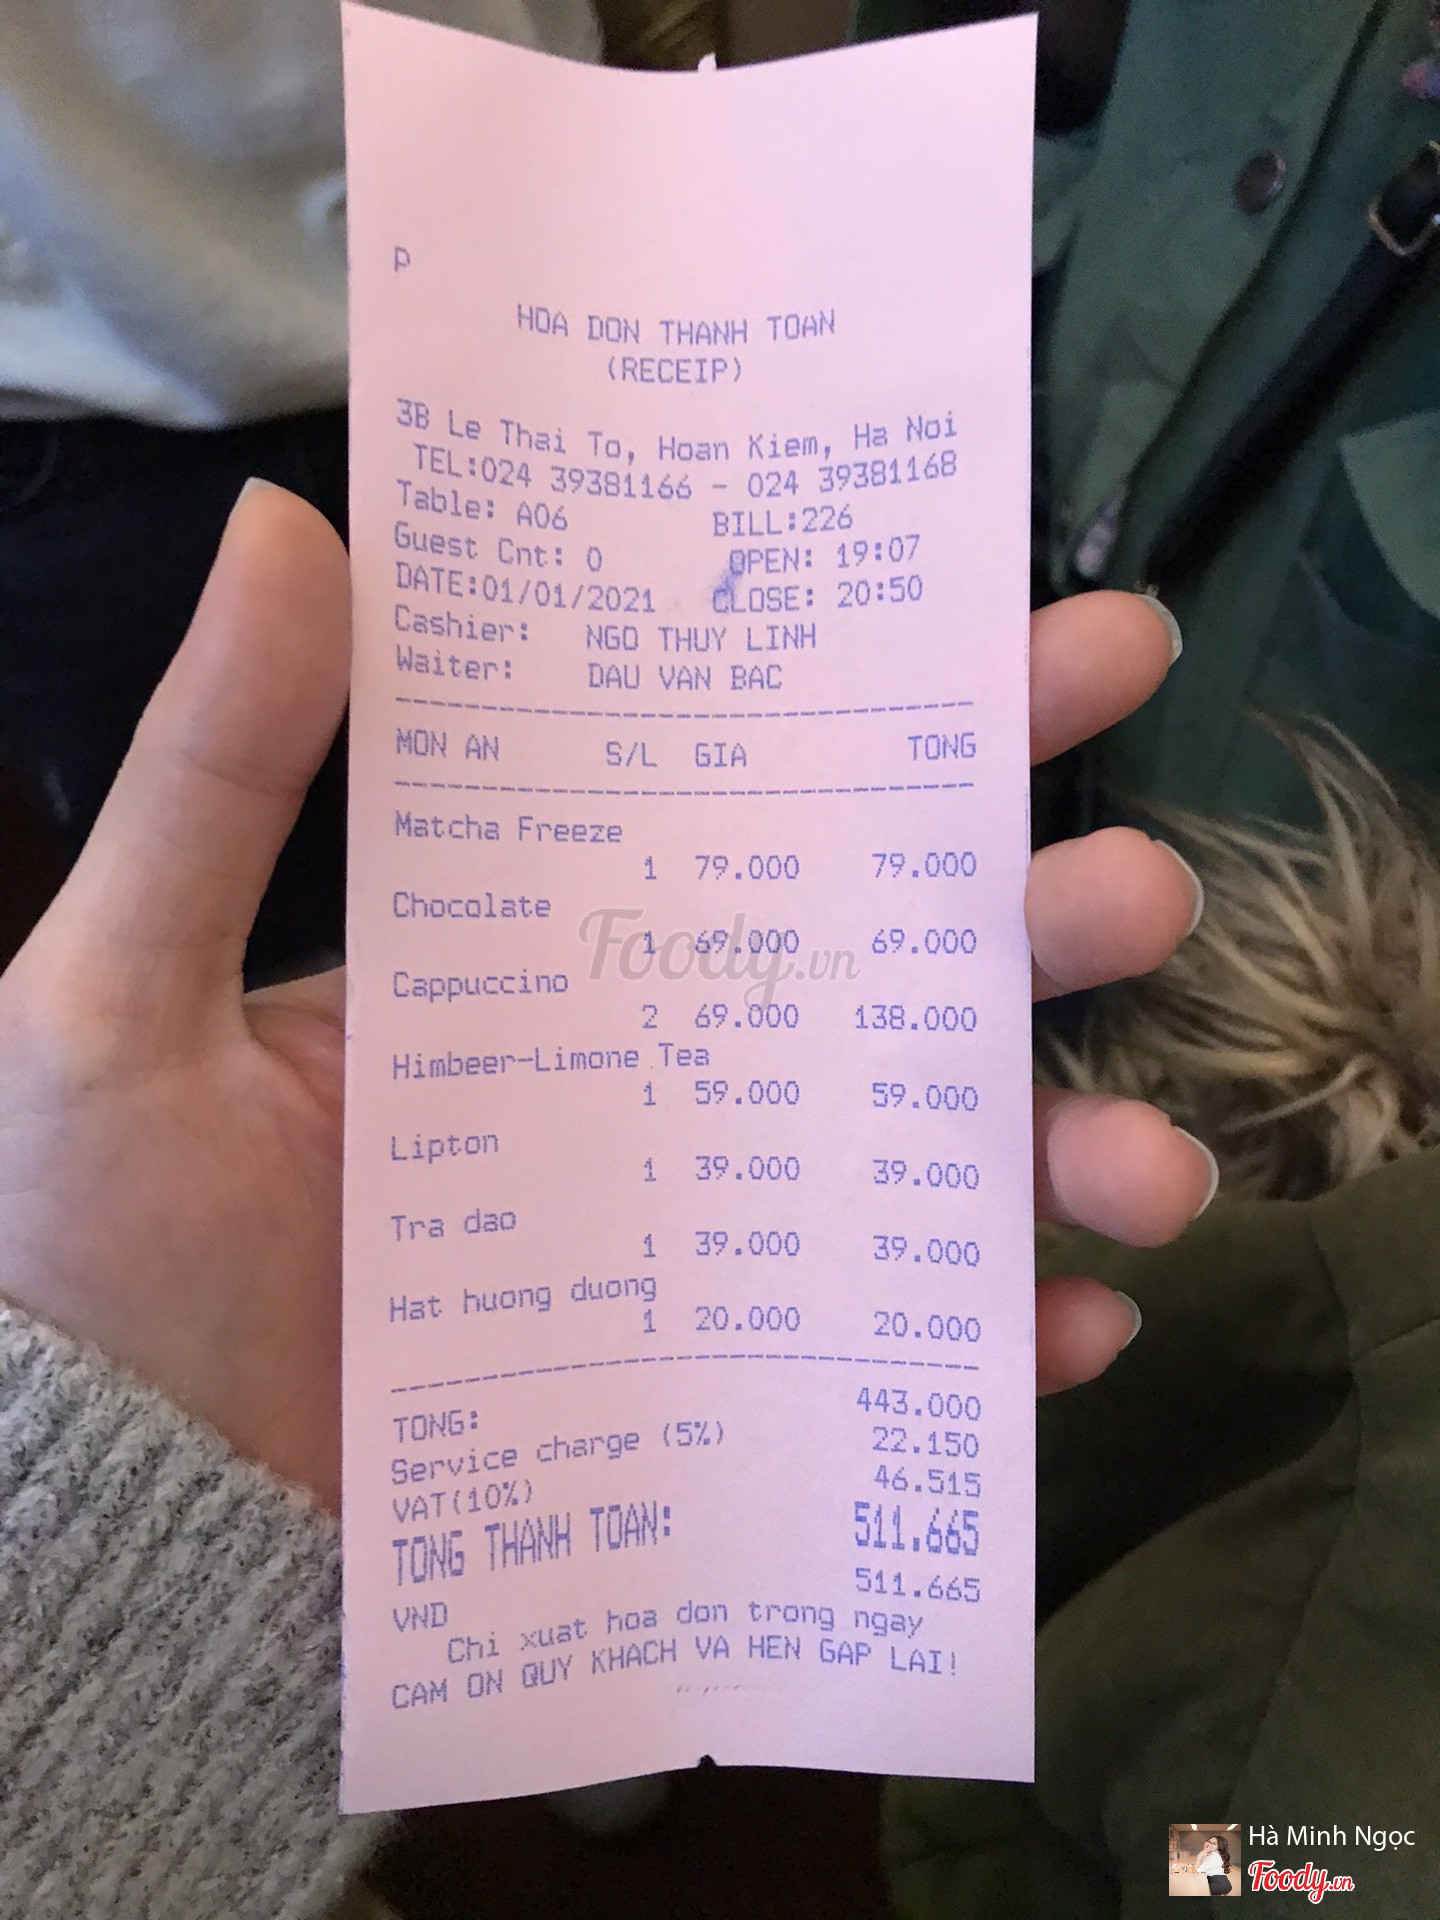 P
HOA DON THANH TOAN
(RECEIP)
3B Le Thai To, Hoan Kiem, Ha Noi
TEL:024 39381166 - 024 39381168
Table: A06 BILL:226
Guest Cnt: 0 OPEN: 19:07
DATE:01/01/2021 CLOSE: 20:50
Cashier: NGO THUY LINH
Waiter: DAU VAN BAC
MON AN S/L GIA TONG
Matcha Freeze
1 79.000 79.000
Chocolate
1 69.000 69.000
Cappuccino
2 69.000 138.000
Himbeer-Limone Tea
1 59.000 59.000
Lipton
1 39.000 39.000
Tra dao
1 39.000 39.000
Hat huong duong
1 20.000 20.000
TONG: 443.000
Service charge (5%) 22.150
VAT(10%) 46.515
TONG THANH TOAN: 511.665
VND 511.665
Chi xuat hoa don trong ngay
CAM ON QUY KHACH VA HEN GAP LAI!
Foody.vn
Hà Minh Ngọc
Foody.vn